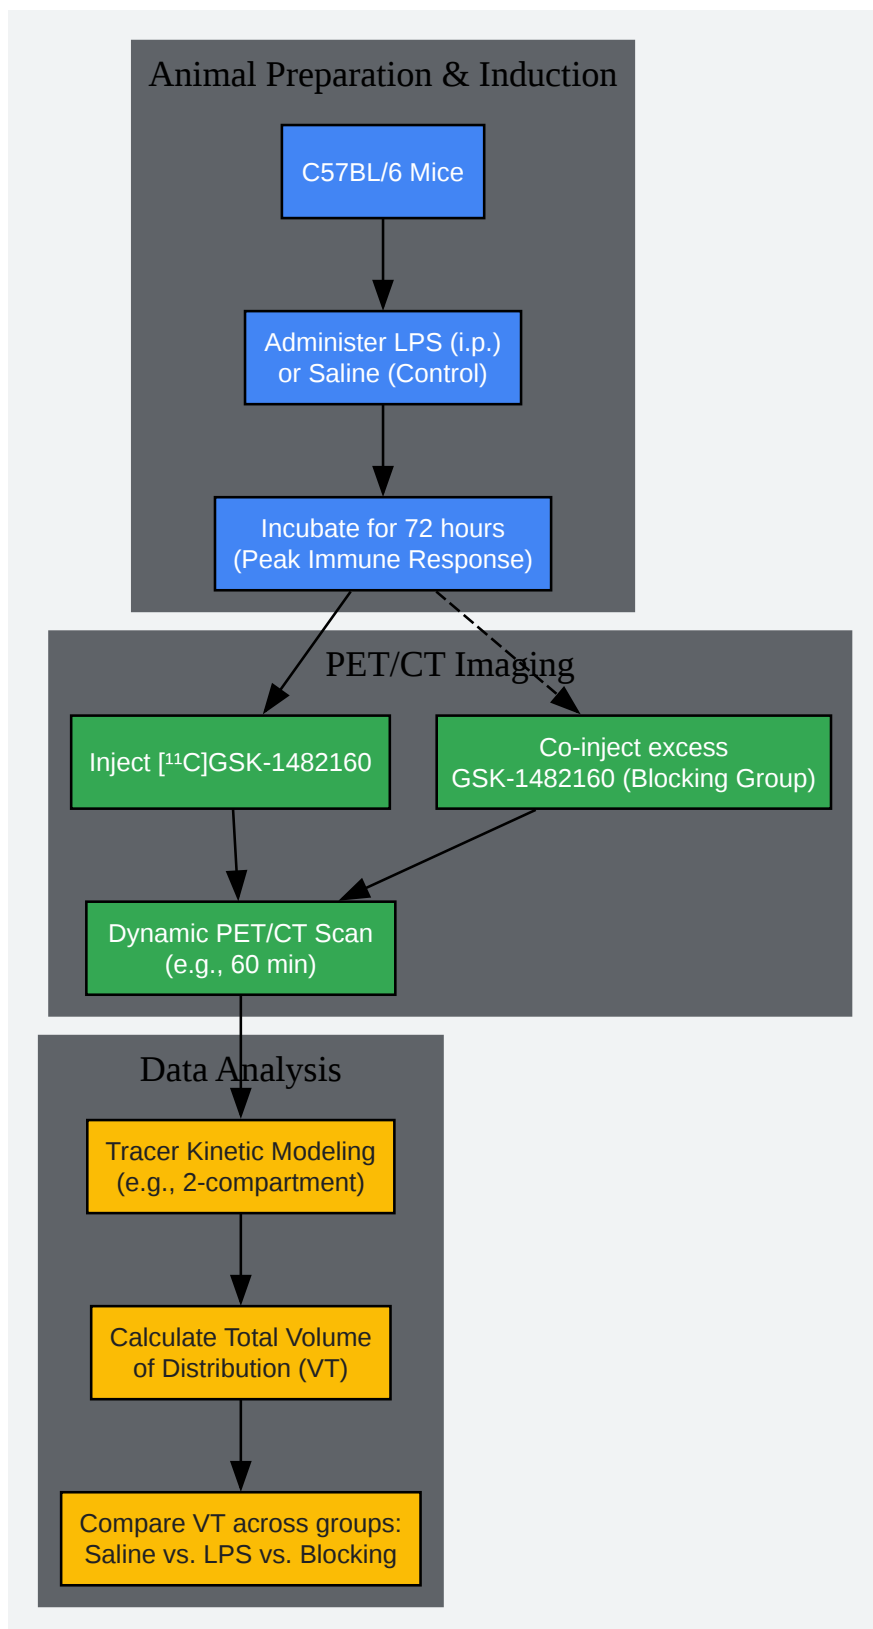 Animal Preparation & Induction
C57BL/6 Mice
Administer LPS (i.p.)
or Saline (Control)
Incubate for 72 hours
(Peak Immune Response)
PET/CT Imaging
Inject [¹¹C]GSK-1482160
Co-inject excess
GSK-1482160 (Blocking Group)
Dynamic PET/CT Scan
(e.g., 60 min)
Data Analysis
Tracer Kinetic Modeling
(e.g., 2-compartment)
Calculate Total Volume
of Distribution (VT)
Compare VT across groups:
Saline vs. LPS vs. Blocking